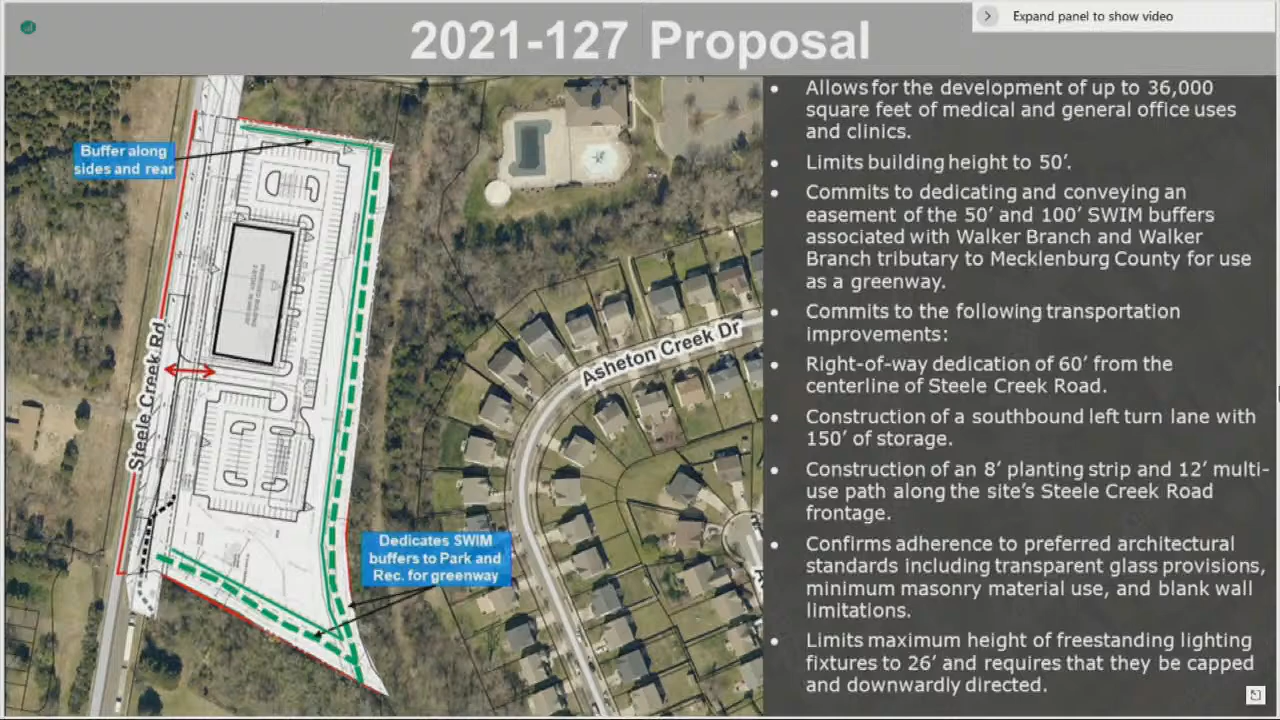 Expand panel to show video
2021-127 Proposal
Buffer along
sides and rear
Steele Creek Rd
Asheton Creek Dr
Dedicates SWIM
buffers to Park and
Rec. for greenway
• Allows for the development of up to 36,000
square feet of medical and general office uses
and clinics.
• Limits building height to 50’.
• Commits to dedicating and conveying an
easement of the 50’ and 100’ SWIM buffers
associated with Walker Branch and Walker
Branch tributary to Mecklenburg County for use
as a greenway.
• Commits to the following transportation
improvements:
• Right-of-way dedication of 60’ from the
centerline of Steele Creek Road.
• Construction of a southbound left turn lane with
150’ of storage.
• Construction of an 8’ planting strip and 12’ multi-
use path along the site’s Steele Creek Road
frontage.
• Confirms adherence to preferred architectural
standards including transparent glass provisions,
minimum masonry material use, and blank wall
limitations.
• Limits maximum height of freestanding lighting
fixtures to 26’ and requires that they be capped
and downwardly directed.